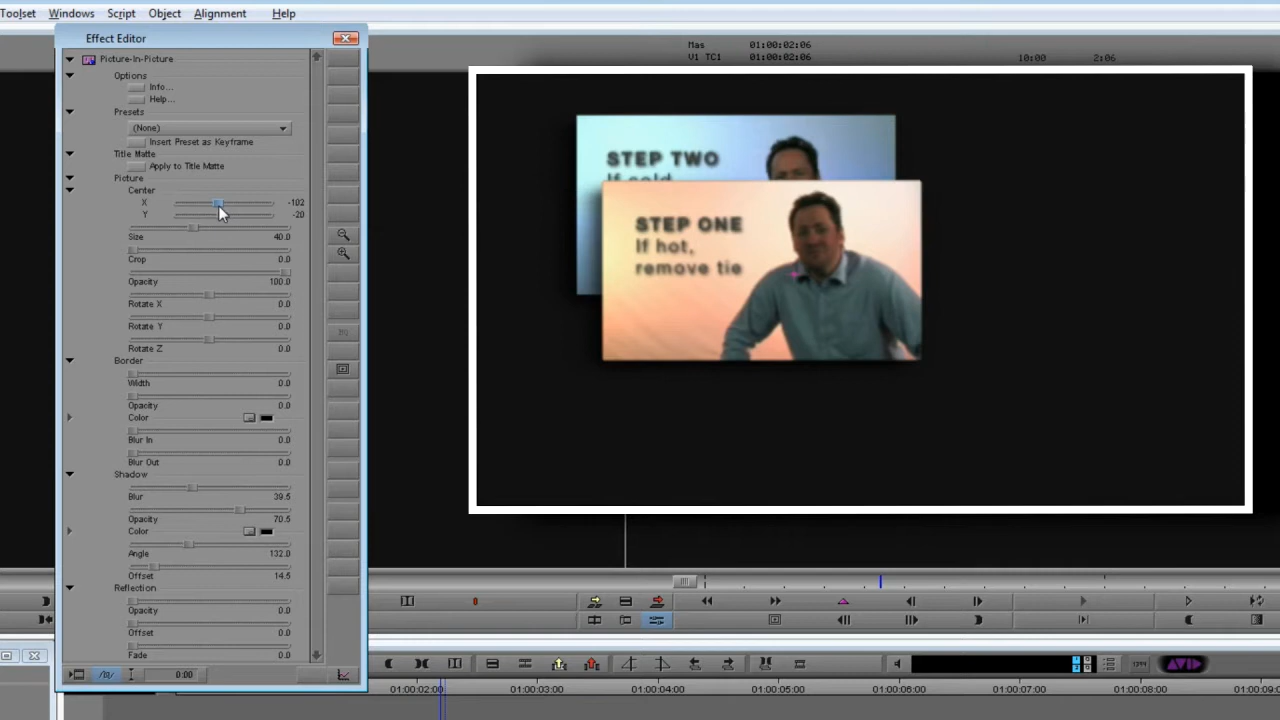 Toolset Windows Script Object Alignment Help
Effect Editor
Mas 01:00:02:06
V1 TC1 01:00:02:06 10:00 2:06
Picture-In-Picture
Options
Info...
Help...
Presets
(None)
Insert Preset as Keyframe
Title Matte
Apply to Title Matte
Picture
Center
X -102
Y -20
Size 40.0
Crop 0.0
Opacity 100.0
Rotate X 0.0
Rotate Y 0.0
Rotate Z 0.0
Border
Width 0.0
Opacity 0.0
Color
Blur In 0.0
Blur Out 0.0
Shadow
Blur 39.5
Opacity 70.5
Color
Angle 132.0
Offset 14.5
Reflection
Opacity 0.0
Offset 0.0
Fade 0.0
0:00
STEP TWO
If cold
STEP ONE
If hot,
remove tie
AVID
01:00:02:00 01:00:03:00 01:00:04:00 01:00:05:00 01:00:06:00 01:00:07:00 01:00:08:00 01:00:09:0